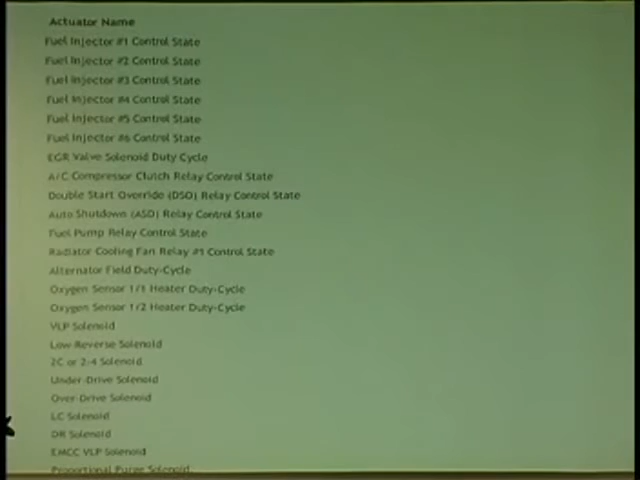 Actuator Name
Fuel Injector #1 Control State
Fuel Injector #2 Control State
Fuel Injector #3 Control State
Fuel Injector #4 Control State
Fuel Injector #5 Control State
Fuel Injector #6 Control State
EGR Valve Solenoid Duty Cycle
A/C Compressor Clutch Relay Control State
Double Start Override (DSO) Relay Control State
Auto Shutdown (ASD) Relay Control State
Fuel Pump Relay Control State
Radiator Cooling Fan Relay #1 Control State
Alternator Field Duty-Cycle
Oxygen Sensor 1/1 Heater Duty-Cycle
Oxygen Sensor 1/2 Heater Duty-Cycle
VLP Solenoid
Low-Reverse Solenoid
2C or 2-4 Solenoid
Under-Drive Solenoid
Over-Drive Solenoid
LC Solenoid
DR Solenoid
EMCC VLP Solenoid
Proportional Purge Solenoid